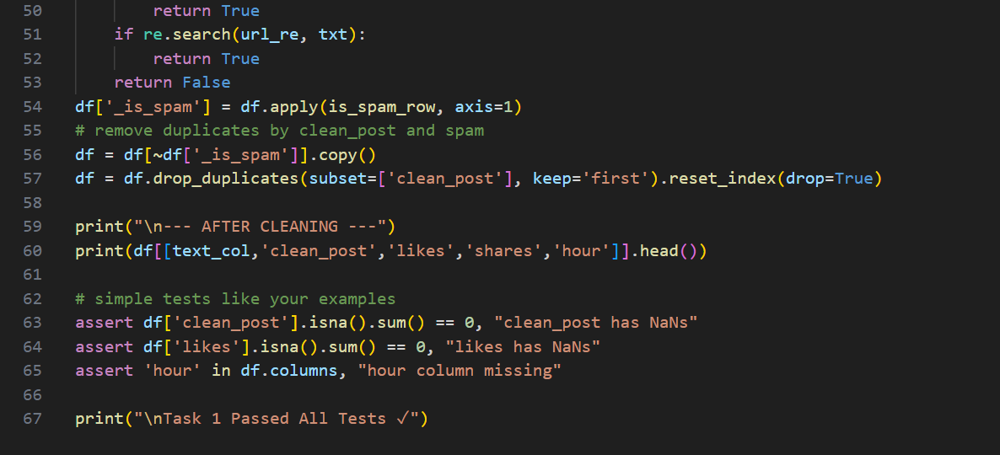 50 return True
51 if re.search(url_re, txt):
52 return True
53 return False
54 df['_is_spam'] = df.apply(is_spam_row, axis=1)
55 # remove duplicates by clean_post and spam
56 df = df[~df['_is_spam']].copy()
57 df = df.drop_duplicates(subset=['clean_post'], keep='first').reset_index(drop=True)
58
59 print("\n--- AFTER CLEANING ---")
60 print(df[[text_col,'clean_post','likes','shares','hour']].head())
61
62 # simple tests like your examples
63 assert df['clean_post'].isna().sum() == 0, "clean_post has NaNs"
64 assert df['likes'].isna().sum() == 0, "likes has NaNs"
65 assert 'hour' in df.columns, "hour column missing"
66
67 print("\nTask 1 Passed All Tests ✓")